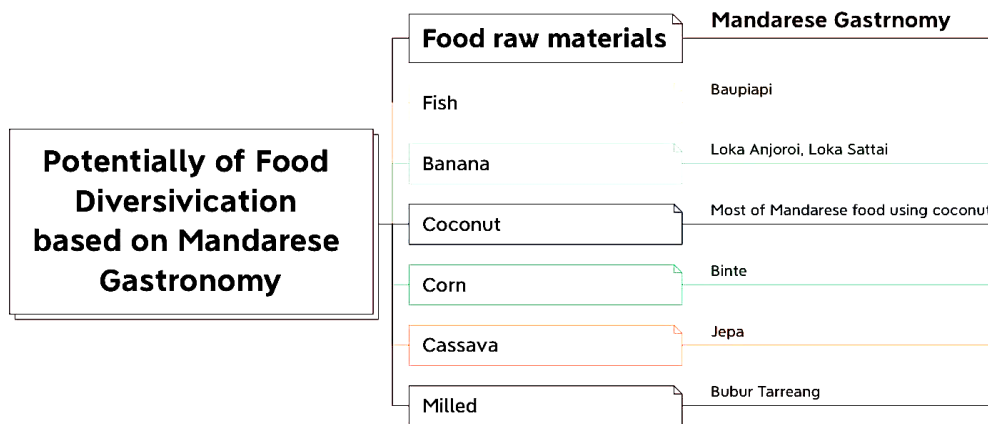 Potentially of Food
Diversivication
based on Mandarese
Gastronomy
Food raw materials
Mandarese Gastrnomy
Fish
Baupiapi
Banana
Loka Anjoroi, Loka Sattai
Coconut
Most of Mandarese food using coconut
Corn
Binte
Cassava
Jepa
Milled
Bubur Tarreang